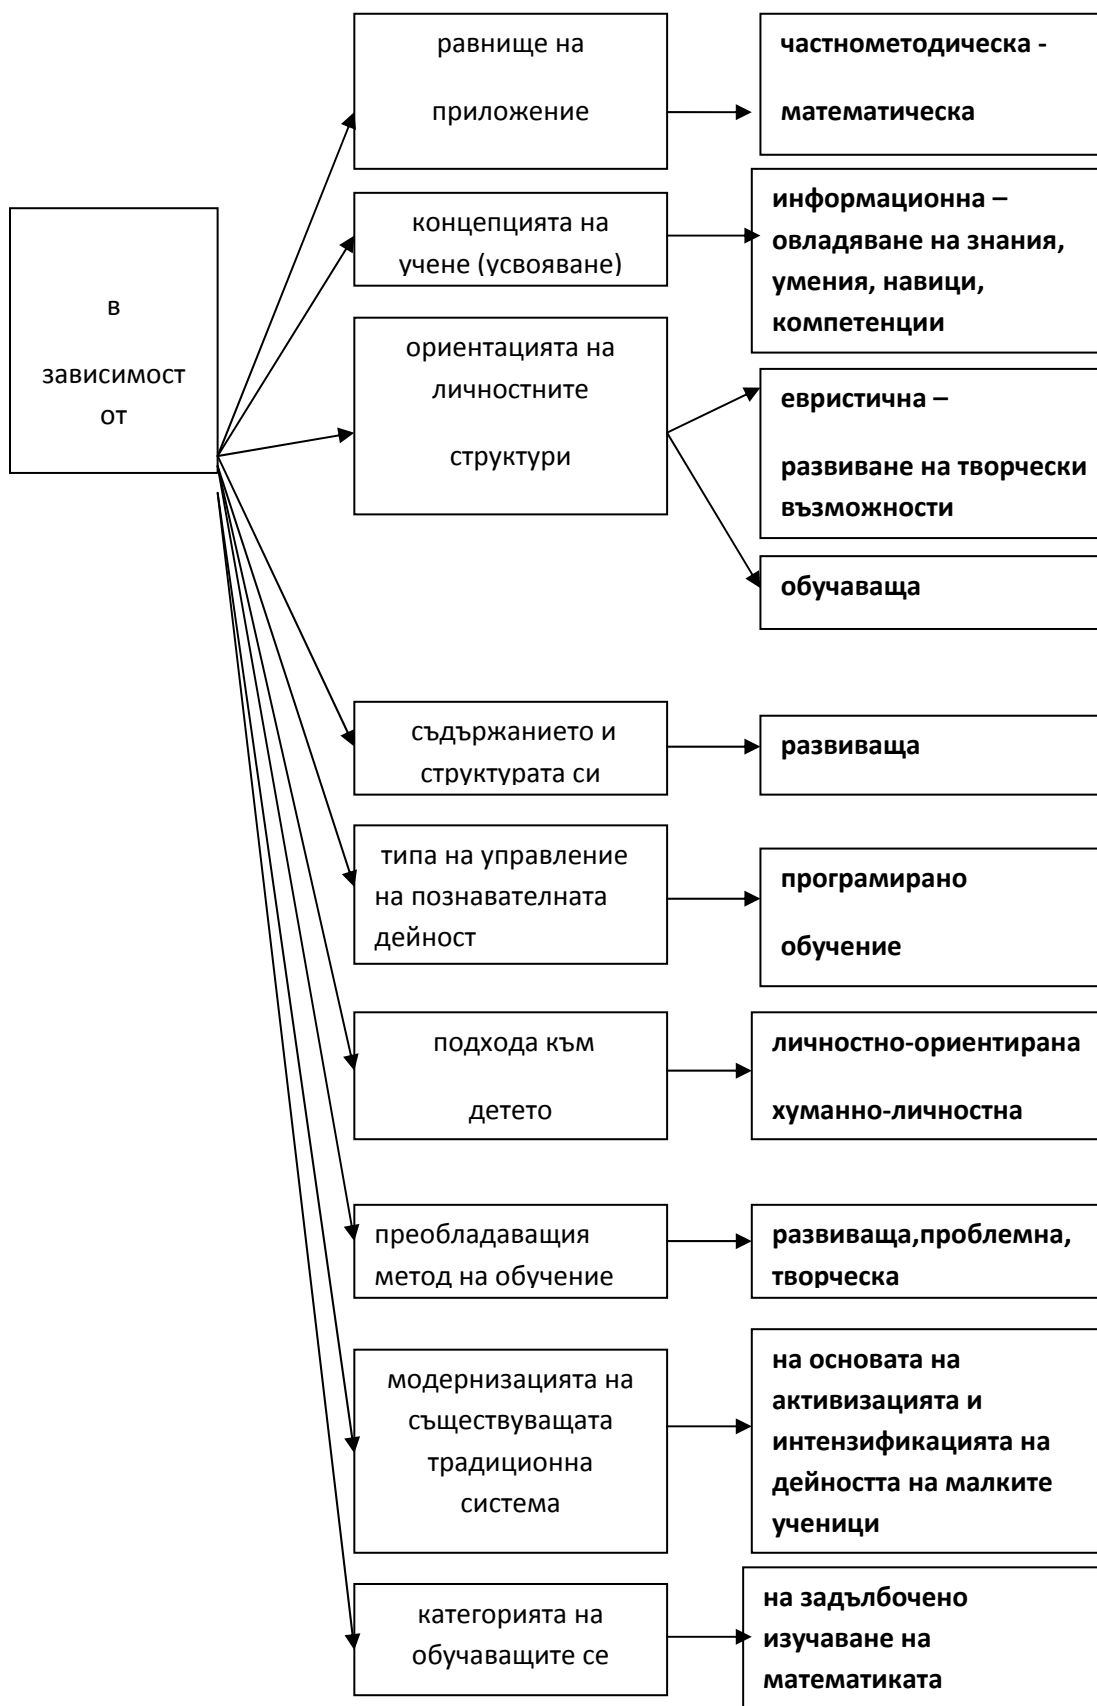 в
зависимост
от
равнище на
приложение
частнометодическа -
математическа
концепцията на
учене (усвояване)
информационна –
овладяване на знания,
умения, навици,
компетенции
ориентацията на
личностните
структури
евристична –
развиване на творчески
възможности
обучаваща
съдържанието и
структурата си
развиваща
типа на управление
на познавателната
дейност
програмирано
обучение
подхода към
детето
личностно-ориентирана
хуманно-личностна
преобладаващия
метод на обучение
развиваща,проблемна,
творческа
модернизацията на
съществуващата
традиционна
система
на основата на
активизацията и
интензификацията на
дейността на малките
ученици
категорията на
обучаващите се
на задълбочено
изучаване на
математиката